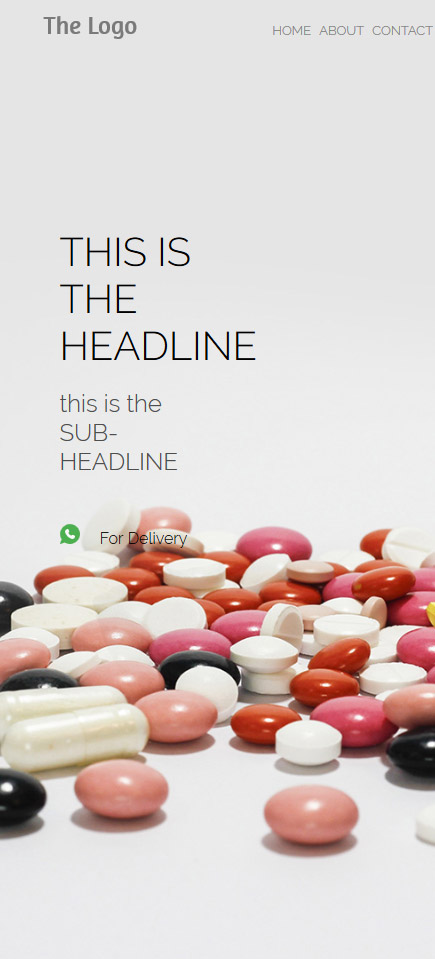 The Logo
HOME ABOUT CONTACT
THIS IS
THE
HEADLINE
this is the
SUB-
HEADLINE
For Delivery